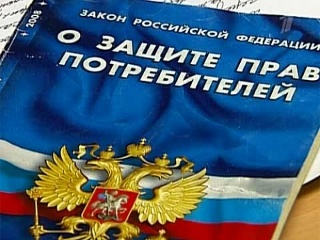 ЗАКОН РОССИЙСКОЙ ФЕДЕРАЦИИ
О ЗАЩИТЕ ПРАВ
ПОТРЕБИТЕЛЕЙ
2008